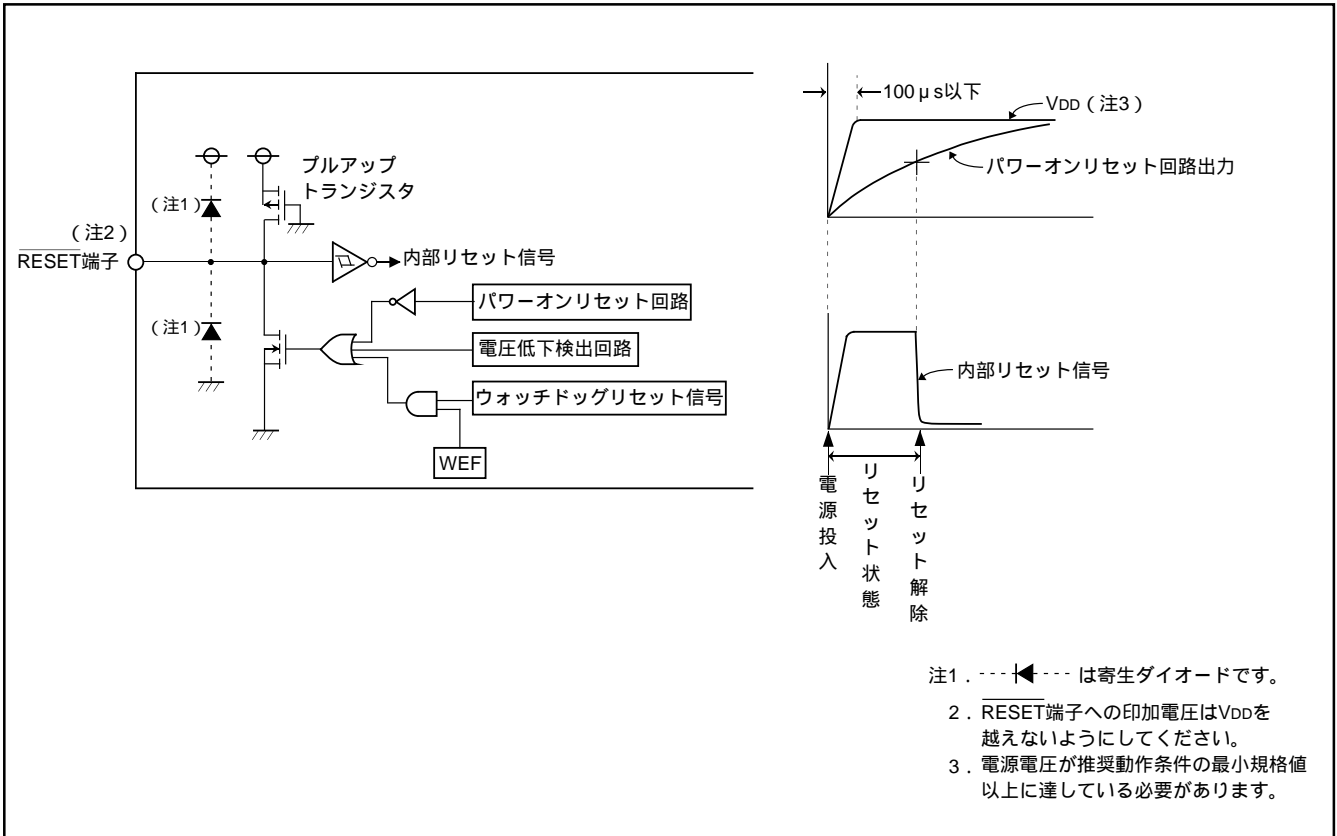 プルアップ
トランジスタ
（注1）
（注2）
RESET端子
内部リセット信号
パワーオンリセット回路
電圧低下検出回路
（注1）
ウォッチドッグリセット信号
WEF
100μs以下
VDD（注3）
パワーオンリセット回路出力
内部リセット信号
電源投入
リセット状態
リセット解除
注1．は寄生ダイオードです。
2．RESET端子への印加電圧はVDDを
越えないようにしてください。
3．電源電圧が推奨動作条件の最小規格値
以上に達している必要があります。